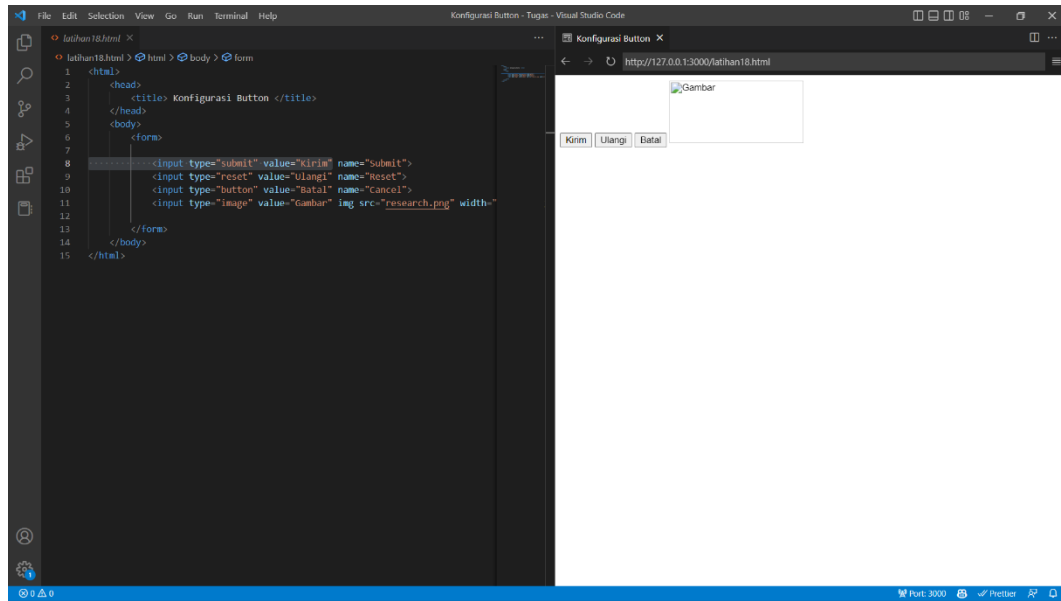 File Edit Selection View Go Run Terminal Help
Konfigurasi Button - Tugas - Visual Studio Code
latihan18.html
latihan18.html > html > body > form
1 <html>
2 <head>
3 <title> Konfigurasi Button </title>
4 </head>
5 <body>
6 <form>
7
8 <input type="submit" value="Kirim" name="Submit">
9 <input type="reset" value="Ulangi" name="Reset">
10 <input type="button" value="Batal" name="Cancel">
11 <input type="image" value="Gambar" img src="research.png" width="
12
13 </form>
14 </body>
15 </html>
Konfigurasi Button
http://127.0.0.1:3000/latihan18.html
Gambar
Kirim Ulangi Batal
1
0 0
Port: 3000 Prettier